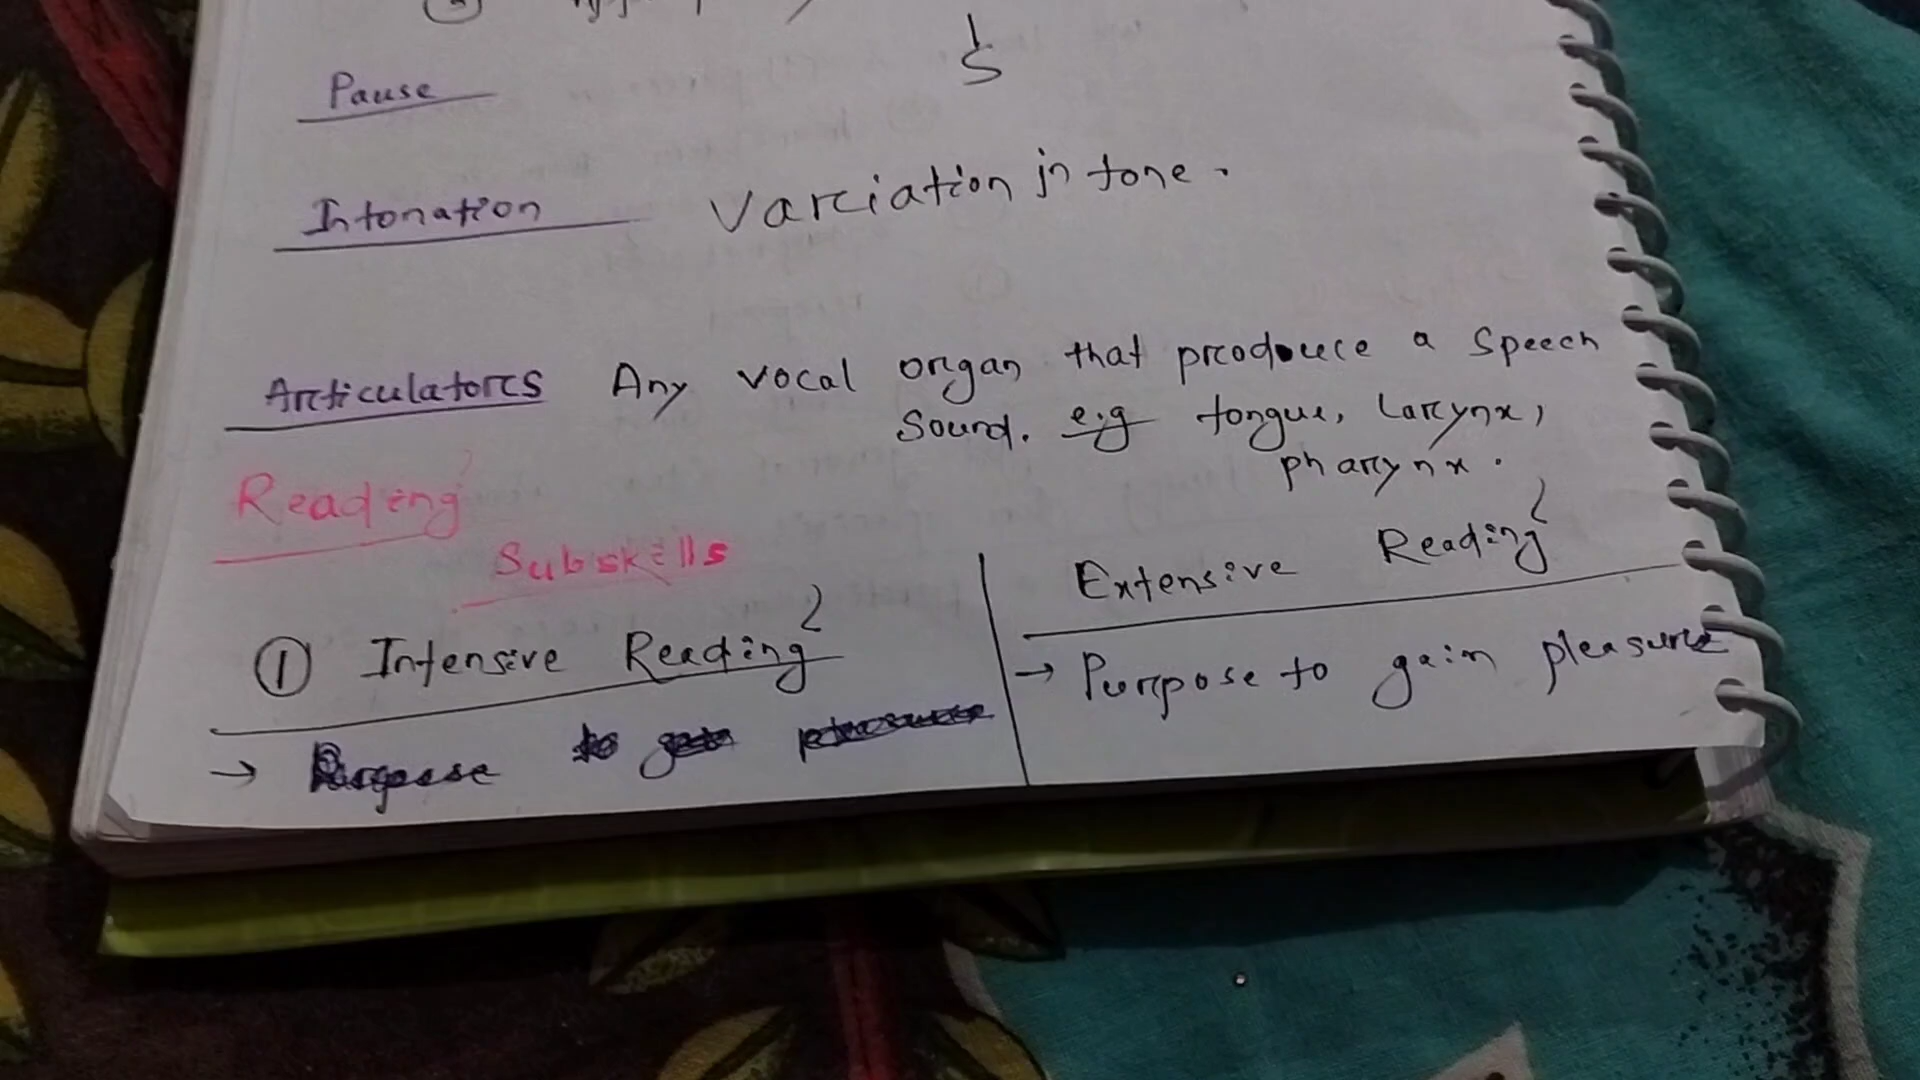 Pause
Intonation Variation in tone.
Articulators Any vocal organ that produce a speech
sound. e.g tongue, larynx,
pharynx.
Reading
Subskills
① Intensive Reading
Extensive Reading
→ Purpose to gain pleasure
→